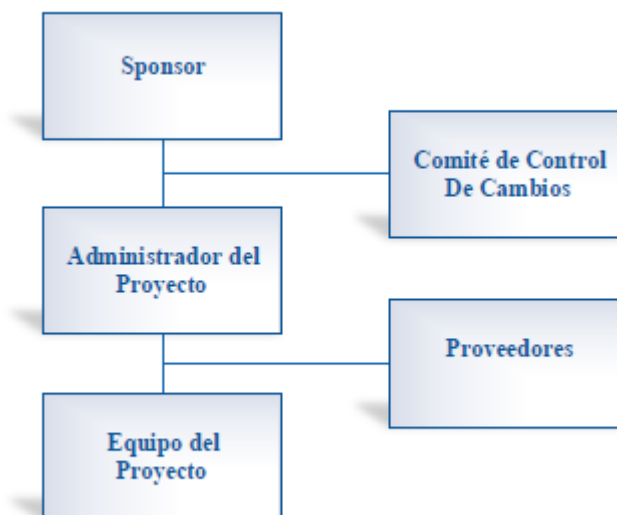 Sponsor
Comité de Control
De Cambios
Administrador del
Proyecto
Proveedores
Equipo del
Proyecto